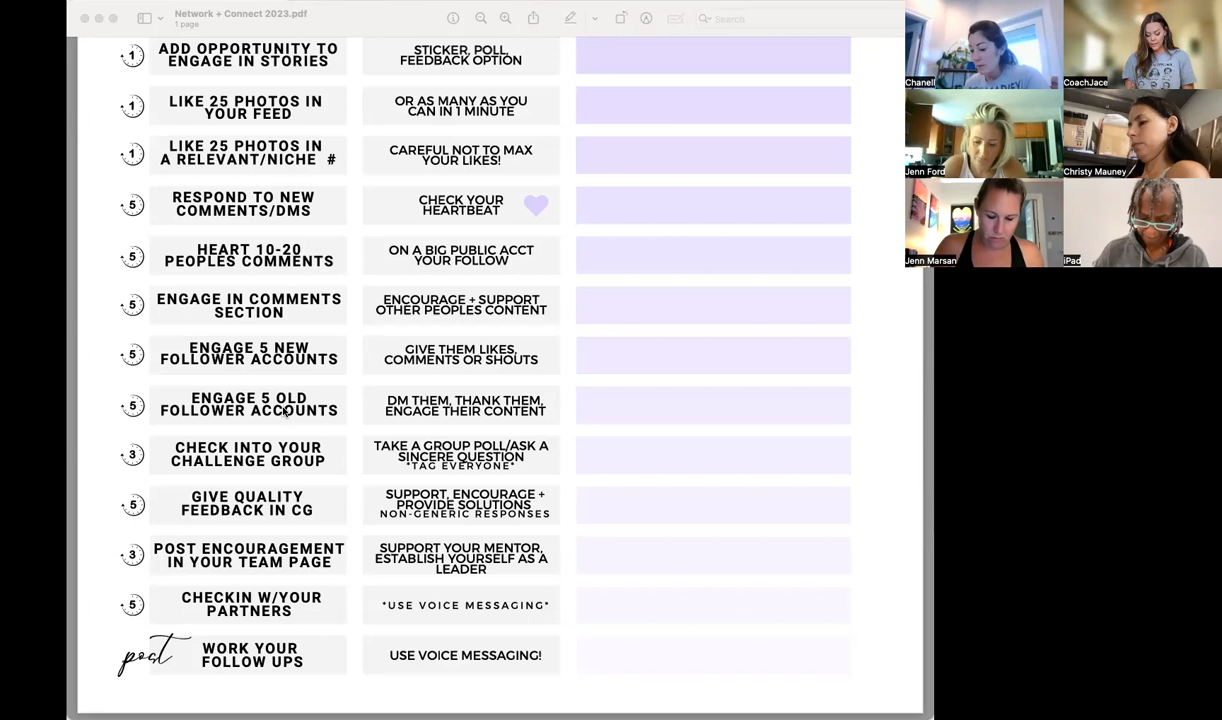 Network + Connect 2023.pdf
1 page
Search
1
ADD OPPORTUNITY TO
ENGAGE IN STORIES
STICKER, POLL,
FEEDBACK OPTION
1
LIKE 25 PHOTOS IN
YOUR FEED
OR AS MANY AS YOU
CAN IN 1 MINUTE
1
LIKE 25 PHOTOS IN
A RELEVANT/NICHE #
CAREFUL NOT TO MAX
YOUR LIKES!
5
RESPOND TO NEW
COMMENTS/DMS
CHECK YOUR
HEARTBEAT
5
HEART 10-20
PEOPLES COMMENTS
ON A BIG PUBLIC ACCT
YOUR FOLLOW
5
ENGAGE IN COMMENTS
SECTION
ENCOURAGE + SUPPORT
OTHER PEOPLES CONTENT
5
ENGAGE 5 NEW
FOLLOWER ACCOUNTS
GIVE THEM LIKES,
COMMENTS OR SHOUTS
5
ENGAGE 5 OLD
FOLLOWER ACCOUNTS
DM THEM, THANK THEM,
ENGAGE THEIR CONTENT
3
CHECK INTO YOUR
CHALLENGE GROUP
TAKE A GROUP POLL/ASK A
SINCERE QUESTION
*TAG EVERYONE*
5
GIVE QUALITY
FEEDBACK IN CG
SUPPORT, ENCOURAGE +
PROVIDE SOLUTIONS
NON-GENERIC RESPONSES
3
POST ENCOURAGEMENT
IN YOUR TEAM PAGE
SUPPORT YOUR MENTOR,
ESTABLISH YOURSELF AS A
LEADER
5
CHECKIN W/YOUR
PARTNERS
*USE VOICE MESSAGING*
post
WORK YOUR
FOLLOW UPS
USE VOICE MESSAGING!
Chanell
CoachJace
Jenn Ford
Christy Mauney
Jenn Marsan
iPad